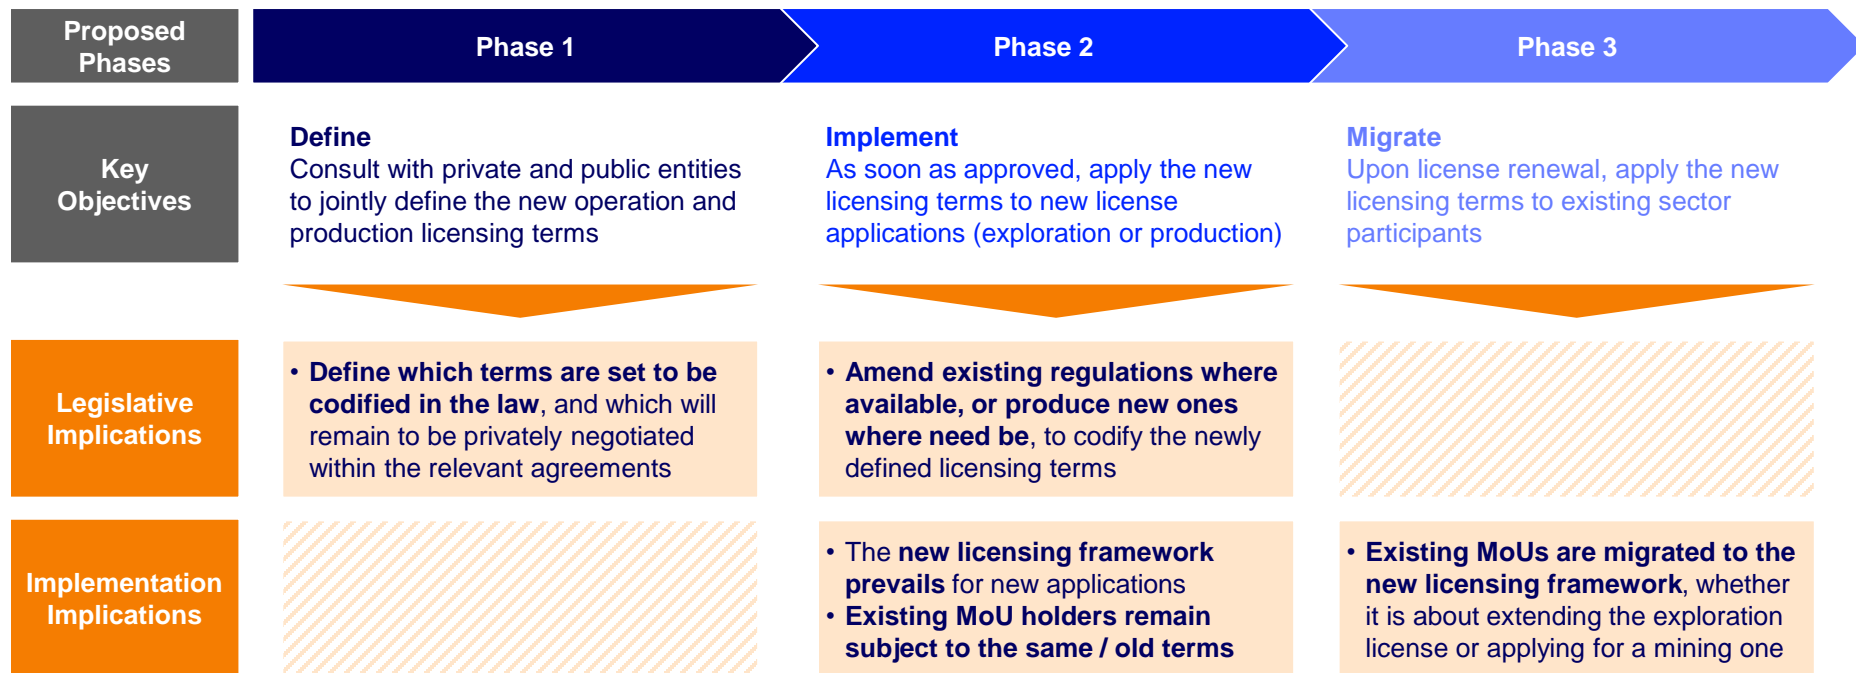 Proposed
Phases
Phase 1
Phase 2
Phase 3
Key
Objectives
Define
Consult with private and public entities
to jointly define the new operation and
production licensing terms
Implement
As soon as approved, apply the new
licensing terms to new license
applications (exploration or production)
Migrate
Upon license renewal, apply the new
licensing terms to existing sector
participants
Legislative
Implications
• Define which terms are set to be
codified in the law, and which will
remain to be privately negotiated
within the relevant agreements
• Amend existing regulations where
available, or produce new ones
where need be, to codify the newly
defined licensing terms
Implementation
Implications
• The new licensing framework
prevails for new applications
• Existing MoU holders remain
subject to the same / old terms
• Existing MoUs are migrated to the
new licensing framework, whether
it is about extending the exploration
license or applying for a mining one